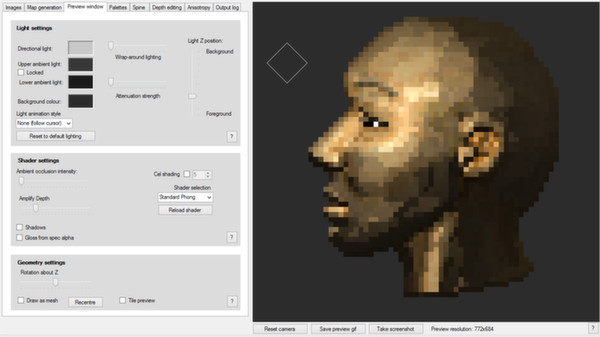 Images Map generation Preview window Palettes Spine Depth editing Anisotropy Output log
Light settings
Directional light:
Upper ambient light:
Locked
Lower ambient light:
Background colour:
Light animation style
None (follow cursor)
Reset to default lighting
Wrap-around lighting
Attenuation strength
Light Z position:
Background
Foreground
?
Shader settings
Ambient occlusion intensity:
Amplify Depth:
Shadows
Gloss from spec alpha
Cel shading: 5
Shader selection:
Standard Phong
Reload shader
?
Geometry settings
Rotation about Z
Draw as mesh Recentre Tile preview
?
Reset camera Save preview gif Take screenshot Preview resolution: 772x684 ?